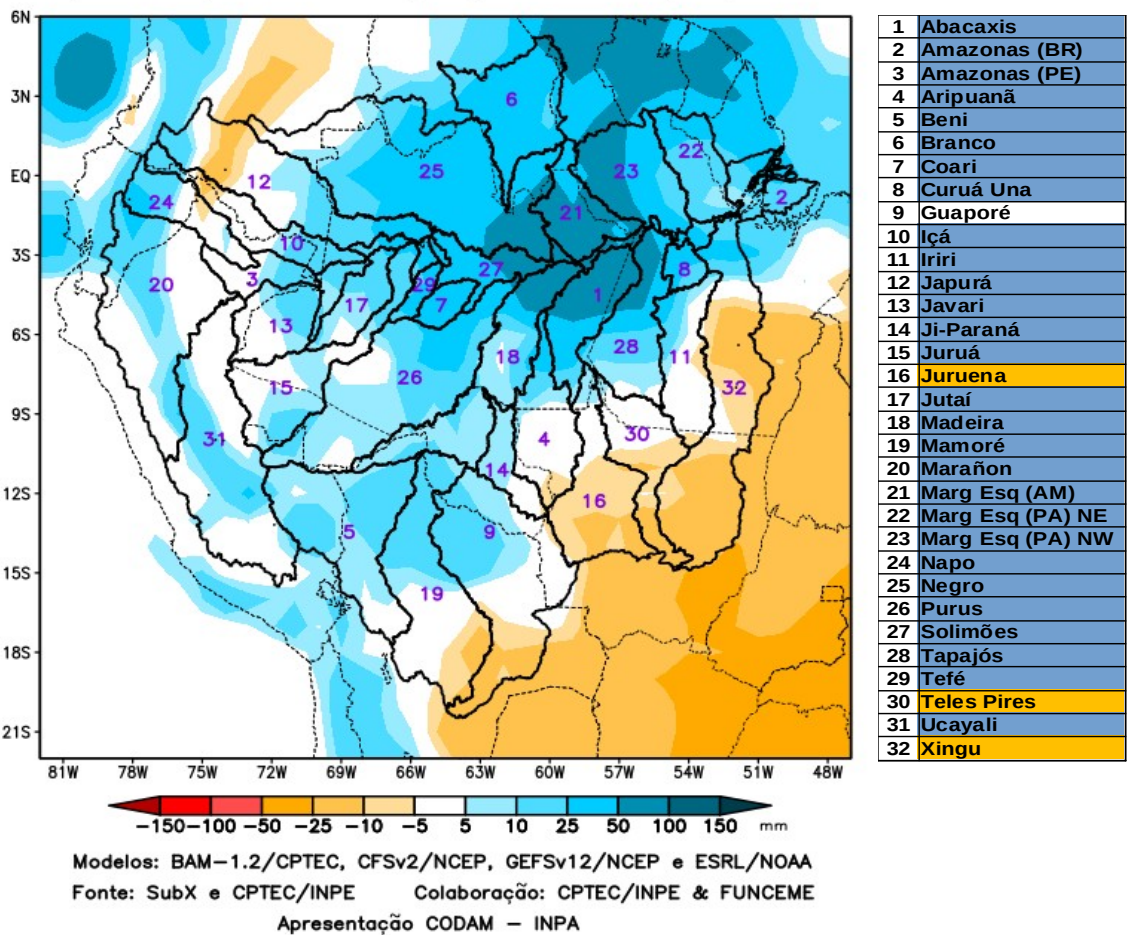 6N
3N
EQ
3S
6S
9S
12S
15S
18S
21S
81W 78W 75W 72W 69W 66W 63W 60W 57W 54W 51W 48W
6
22
25
23
12
24
2
21
10
27
8
3
20
29
1
7
17
13
28
18
11
26
15
32
31
4
30
14
16
5
9
19
1 Abacaxis
2 Amazonas (BR)
3 Amazonas (PE)
4 Aripuanã
5 Beni
6 Branco
7 Coari
8 Curuá Una
9 Guaporé
10 Içá
11 Iriri
12 Japurá
13 Javari
14 Ji-Paraná
15 Juruá
16 Juruena
17 Jutaí
18 Madeira
19 Mamoré
20 Marañon
21 Marg Esq (AM)
22 Marg Esq (PA) NE
23 Marg Esq (PA) NW
24 Napo
25 Negro
26 Purus
27 Solimões
28 Tapajós
29 Tefé
30 Teles Pires
31 Ucayali
32 Xingu
-150 -100 -50 -25 -10 -5 5 10 25 50 100 150 mm
Modelos: BAM-1.2/CPTEC, CFSv2/NCEP, GEFSv12/NCEP e ESRL/NOAA
Fonte: SubX e CPTEC/INPE Colaboração: CPTEC/INPE & FUNCEME
Apresentação CODAM - INPA